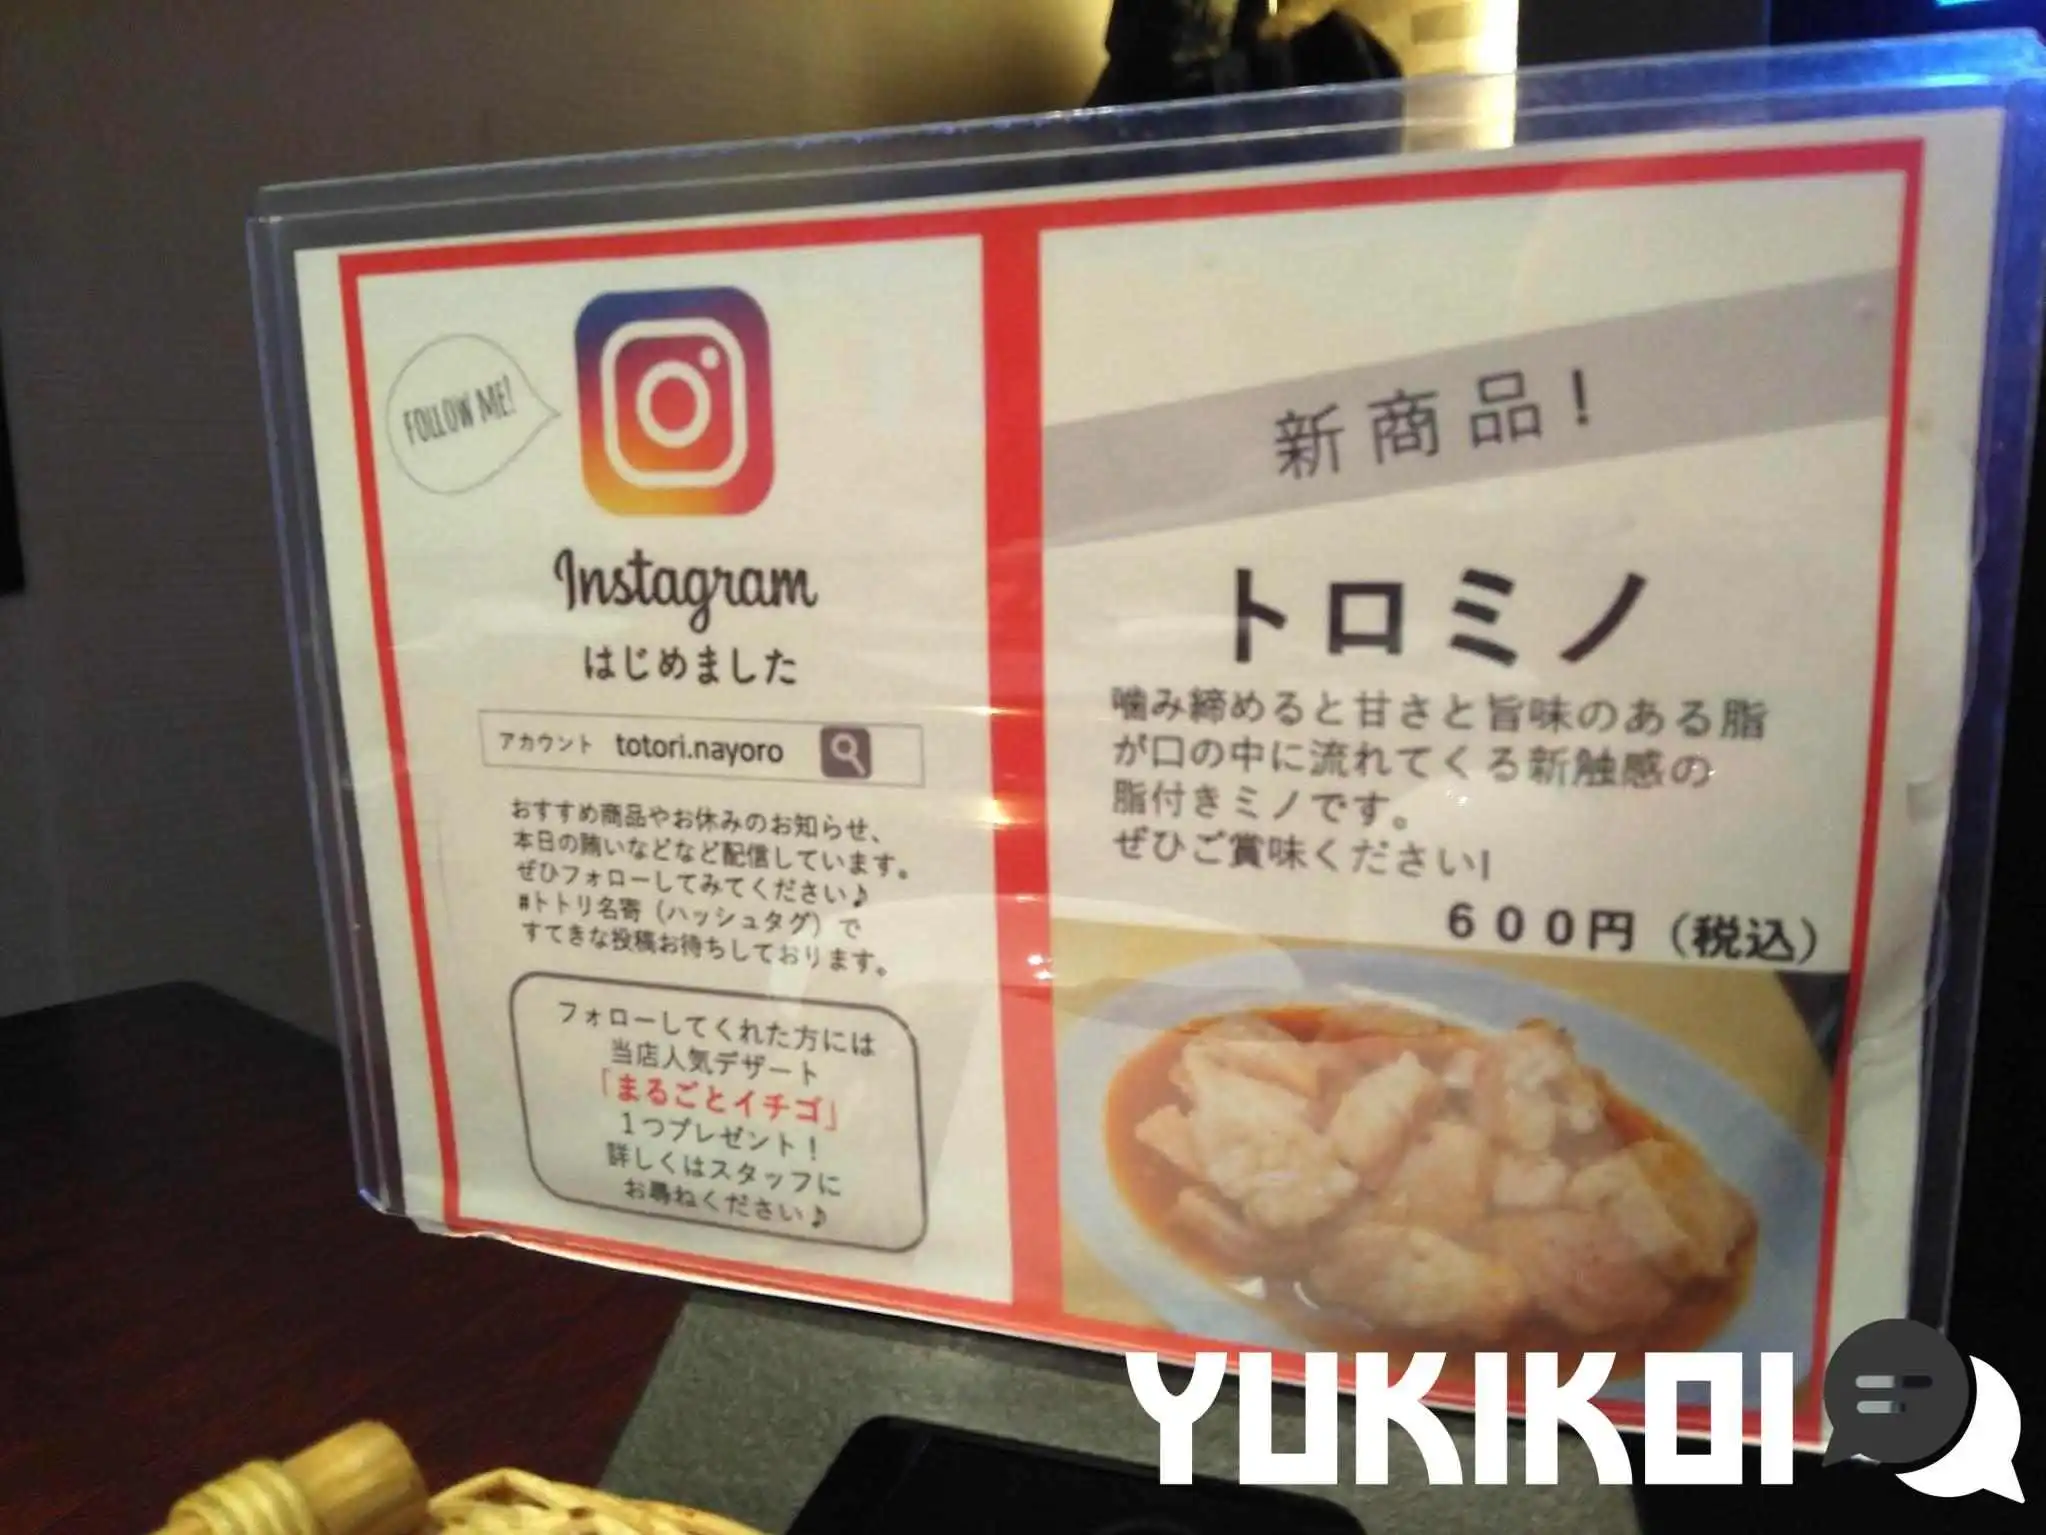 FOLLOW ME!
Instagram
はじめました
アカウント totori.nayoro
おすすめ商品やお休みのお知らせ、
本日の賄いなどなど配信しています。
ぜひフォローしてみてください♪
#トトリ名寄（ハッシュタグ）で
すてきな投稿お待ちしております。
フォローしてくれた方には
当店人気デザート
「まるごとイチゴ」
1つプレゼント！
詳しくはスタッフに
お尋ねください♪
新商品！
トロミノ
噛み締めると甘さと旨味のある脂
が口の中に流れてくる新触感の
脂付きミノです。
ぜひご賞味ください!
600円（税込）
YUKIKOI